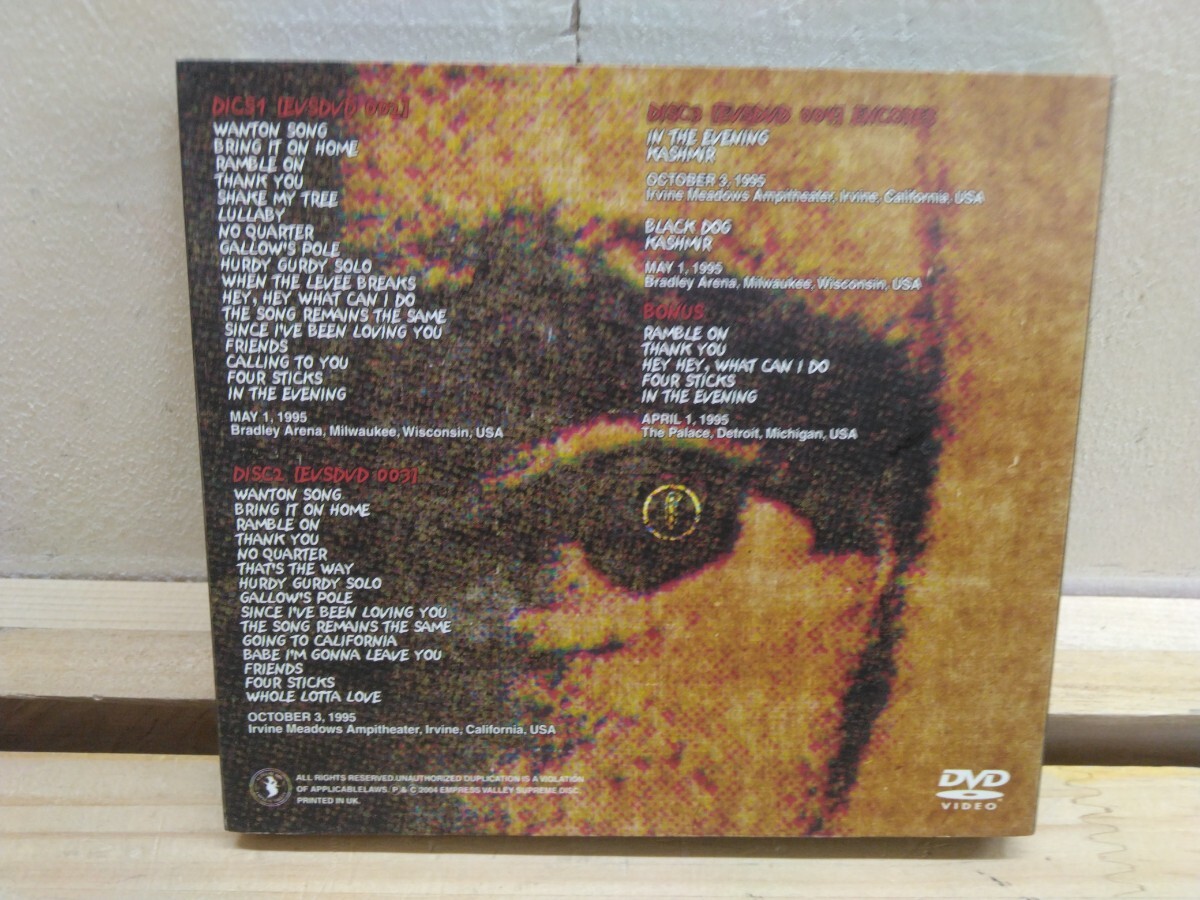 DICS1 [EVSDVD 002]
WANTON SONG
BRING IT ON HOME
RAMBLE ON
THANK YOU
SHAKE MY TREE
LULLABY
NO QUARTER
GALLOW'S POLE
HURDY GURDY SOLO
WHEN THE LEVEE BREAKS
HEY, HEY WHAT CAN I DO
THE SONG REMAINS THE SAME
SINCE I'VE BEEN LOVING YOU
FRIENDS
CALLING TO YOU
FOUR STICKS
IN THE EVENING
MAY 1, 1995
Bradley Arena, Milwaukee, Wisconsin, USA
DISC2 [EVSDVD 003]
WANTON SONG
BRING IT ON HOME
RAMBLE ON
THANK YOU
NO QUARTER
THAT'S THE WAY
HURDY GURDY SOLO
GALLOW'S POLE
SINCE I'VE BEEN LOVING YOU
THE SONG REMAINS THE SAME
GOING TO CALIFORNIA
BABE I'M GONNA LEAVE YOU
FRIENDS
FOUR STICKS
WHOLE LOTTA LOVE
OCTOBER 3, 1995
Irvine Meadows Ampitheater, Irvine, California, USA
DISC3 [EVSDVD 004] ENCORES
IN THE EVENING
KASHMIR
OCTOBER 3, 1995
Irvine Meadows Ampitheater, Irvine, California, USA
BLACK DOG
KASHMIR
MAY 1, 1995
Bradley Arena, Milwaukee, Wisconsin, USA
BONUS
RAMBLE ON
THANK YOU
HEY HEY, WHAT CAN I DO
FOUR STICKS
IN THE EVENING
APRIL 1, 1995
The Palace, Detroit, Michigan, USA
ALL RIGHTS RESERVED.UNAUTHORIZED DUPLICATION IS A VIOLATION
OF APPLICABLELAWS. P & C 2004 EMPRESS VALLEY SUPREME DISC.
PRINTED IN UK.
DVD
VIDEO